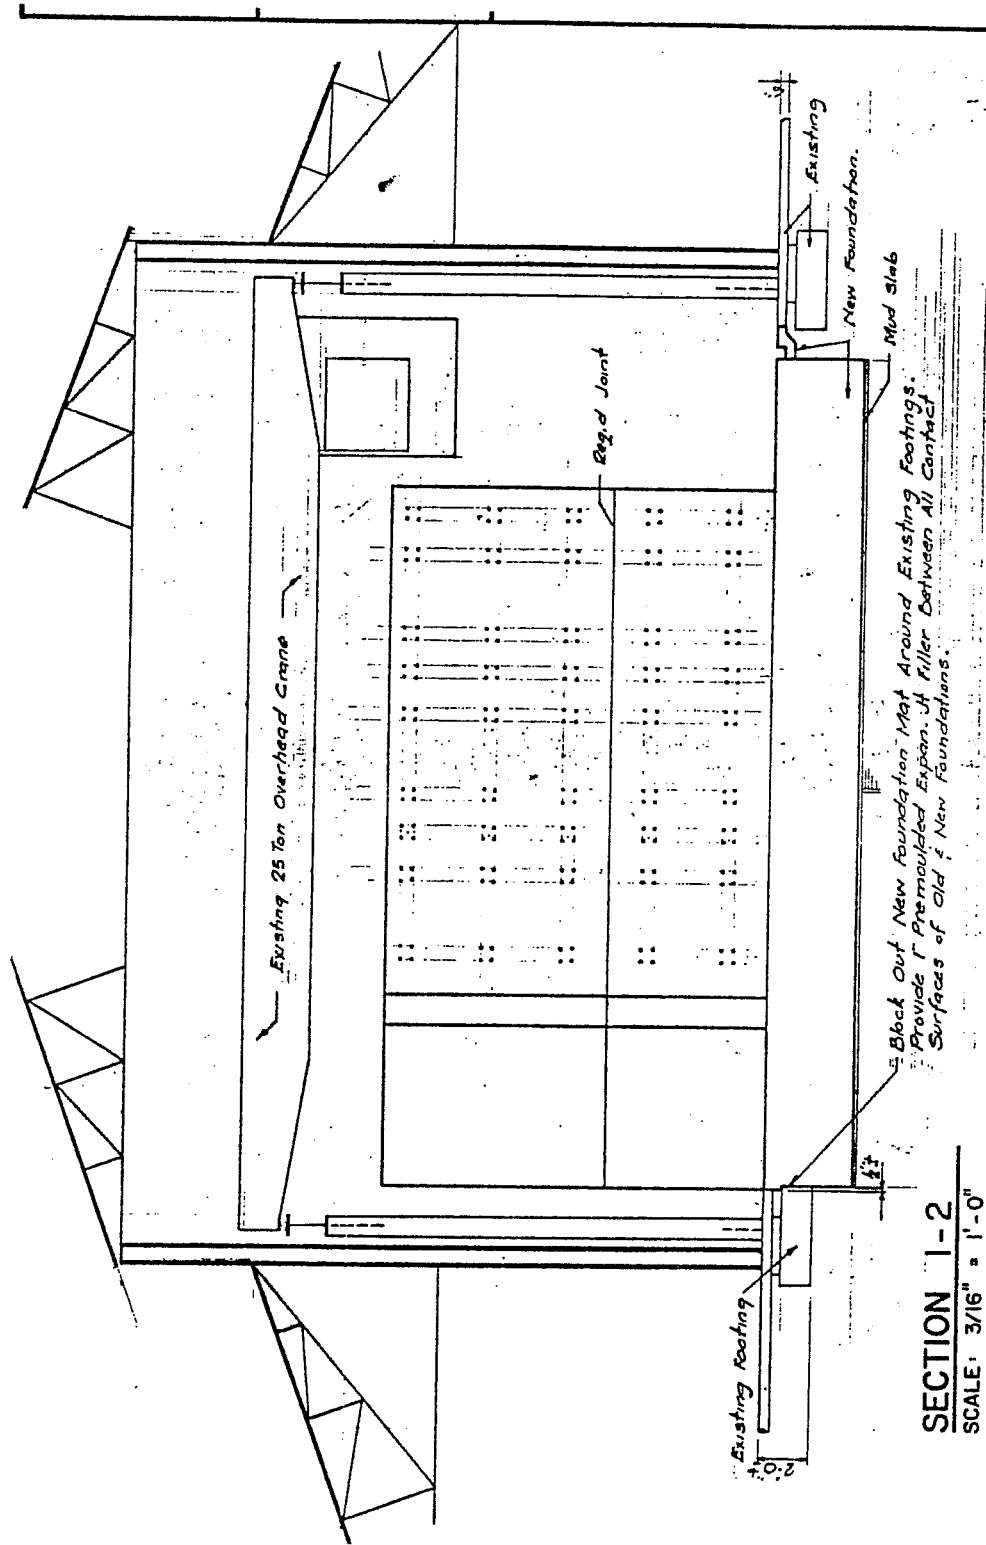 Existing 25 Ton Overhead Crane
Req.d Joint
Existing
New Foundation.
Mud Slab
Existing Footing
2'-0"±
Block Out New Foundation Mat Around Existing Footings.
Provide 1" Premoulded Expan. Jt Filler Between All Contact
Surfaces of Old & New Foundations.
SECTION 1-2
SCALE: 3/16" = 1'-0"